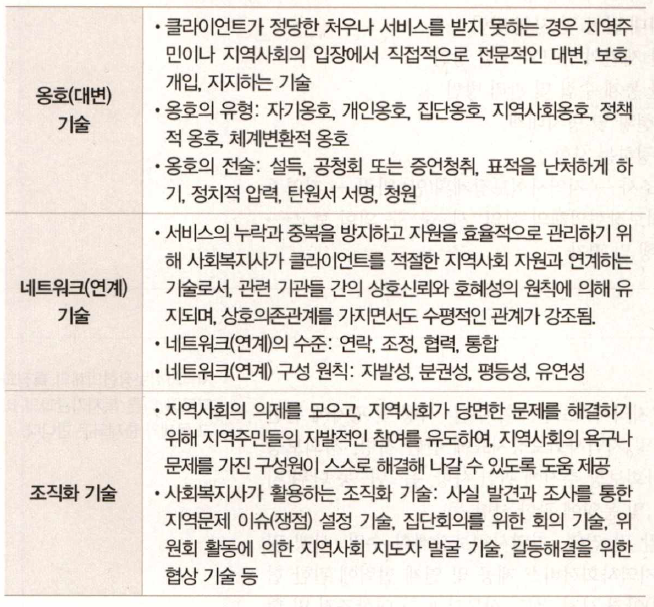 옹호(대변)
기술
• 클라이언트가 정당한 처우나 서비스를 받지 못하는 경우 지역주
민이나 지역사회의 입장에서 직접적으로 전문적인 대변, 보호,
개입, 지지하는 기술
• 옹호의 유형: 자기옹호, 개인옹호, 집단옹호, 지역사회옹호, 정책
적 옹호, 체계변환적 옹호
• 옹호의 전술: 설득, 공청회 또는 증언청취, 표적을 난처하게 하
기, 정치적 압력, 탄원서 서명, 청원
네트워크(연계)
기술
• 서비스의 누락과 중복을 방지하고 자원을 효율적으로 관리하기 위
해 사회복지사가 클라이언트를 적절한 지역사회 자원과 연계하는
기술로서, 관련 기관들 간의 상호신뢰와 호혜성의 원칙에 의해 유
지되며, 상호의존관계를 가지면서도 수평적인 관계가 강조됨.
• 네트워크(연계)의 수준: 연락, 조정, 협력, 통합
• 네트워크(연계) 구성 원칙: 자발성, 분권성, 평등성, 유연성
조직화 기술
• 지역사회의 의제를 모으고, 지역사회가 당면한 문제를 해결하기
위해 지역주민들의 자발적인 참여를 유도하여, 지역사회의 욕구나
문제를 가진 구성원이 스스로 해결해 나갈 수 있도록 도움 제공
• 사회복지사가 활용하는 조직화 기술: 사실 발견과 조사를 통한
지역문제 이슈(쟁점) 설정 기술, 집단회의를 위한 회의 기술, 위
원회 활동에 의한 지역사회 지도자 발굴 기술, 갈등해결을 위한
협상 기술 등